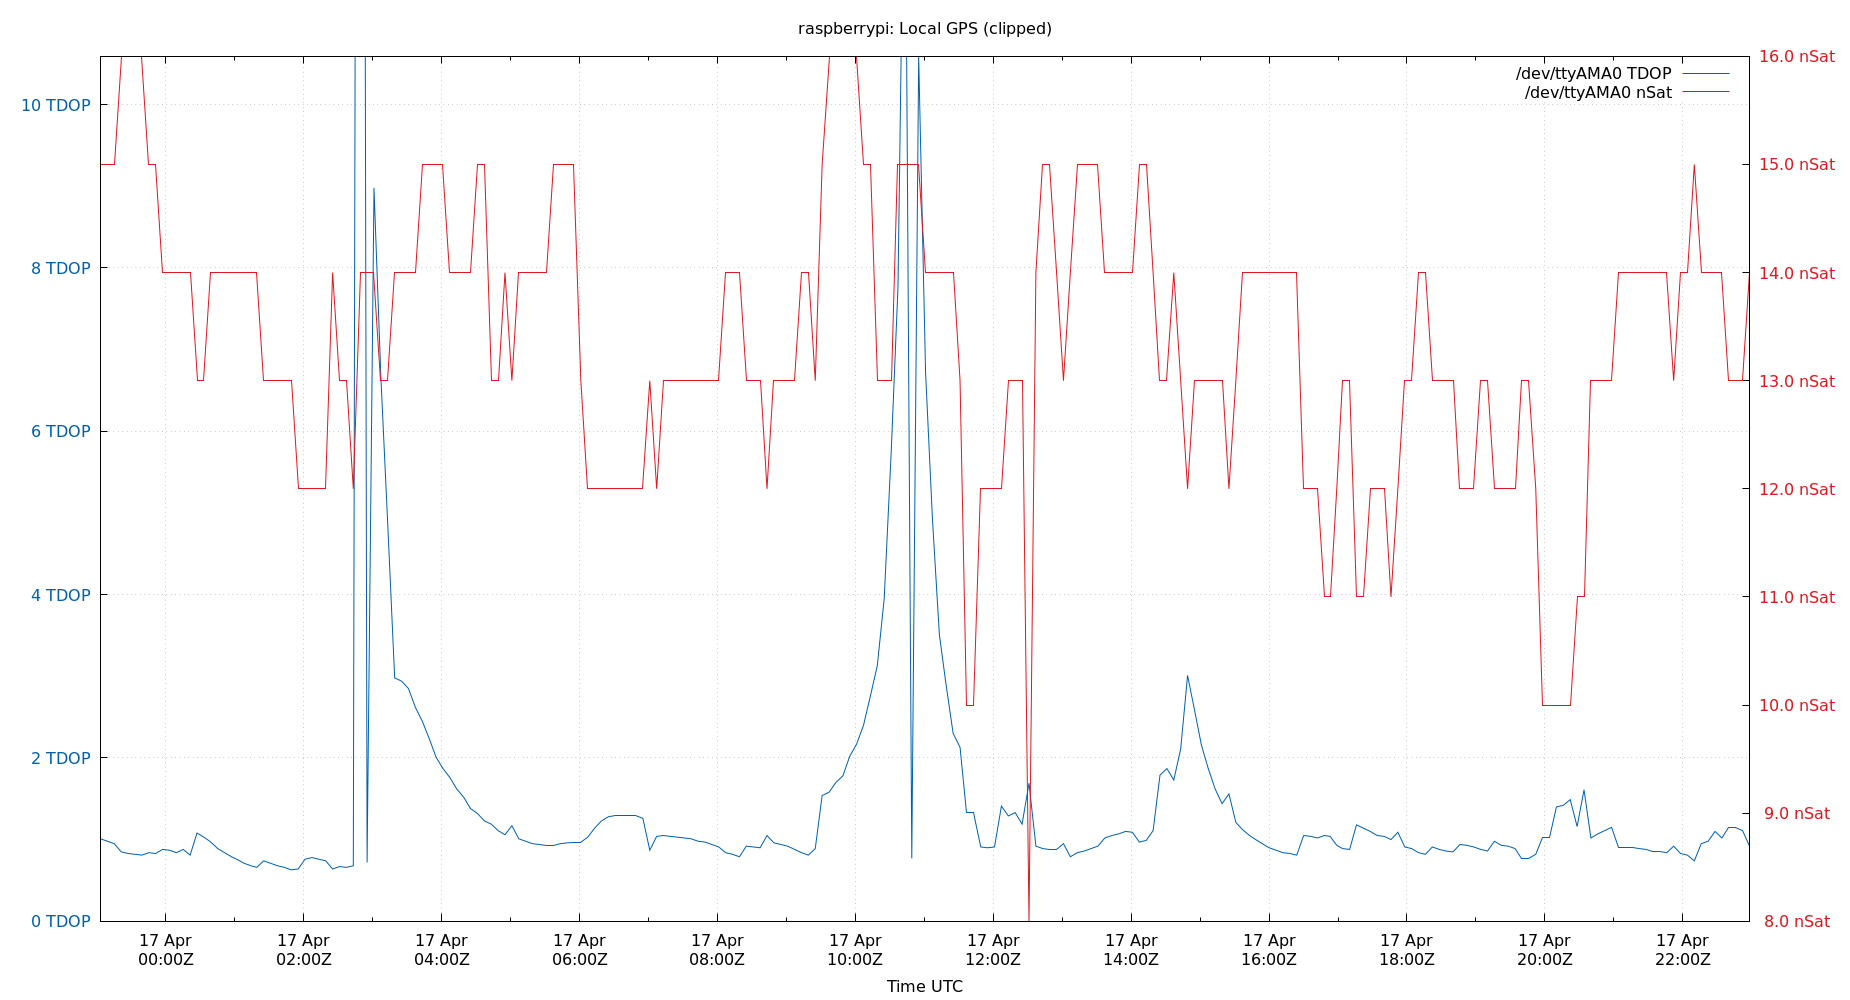 raspberrypi: Local GPS (clipped)
/dev/ttyAMA0 TDOP
/dev/ttyAMA0 nSat
10 TDOP
8 TDOP
6 TDOP
4 TDOP
2 TDOP
0 TDOP
16.0 nSat
15.0 nSat
14.0 nSat
13.0 nSat
12.0 nSat
11.0 nSat
10.0 nSat
9.0 nSat
8.0 nSat
17 Apr
00:00Z
17 Apr
02:00Z
17 Apr
04:00Z
17 Apr
06:00Z
17 Apr
08:00Z
17 Apr
10:00Z
17 Apr
12:00Z
17 Apr
14:00Z
17 Apr
16:00Z
17 Apr
18:00Z
17 Apr
20:00Z
17 Apr
22:00Z
Time UTC